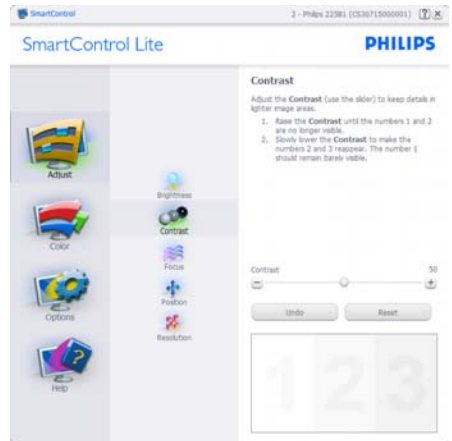 SmartControl
2 - Philips 22581 (CS30715000001)
SmartControl Lite
PHILIPS
Adjust
Color
Options
Help
Brightness
Contrast
Focus
Position
Resolution
Contrast
Adjust the Contrast (use the slider) to keep details in
lighter image areas.
1. Raise the Contrast until the numbers 1 and 2
are no longer visible.
2. Slowly lower the Contrast to make the
numbers 2 and 3 reappear. The number 1
should remain barely visible.
Contrast
50
Undo
Reset
1 2 3